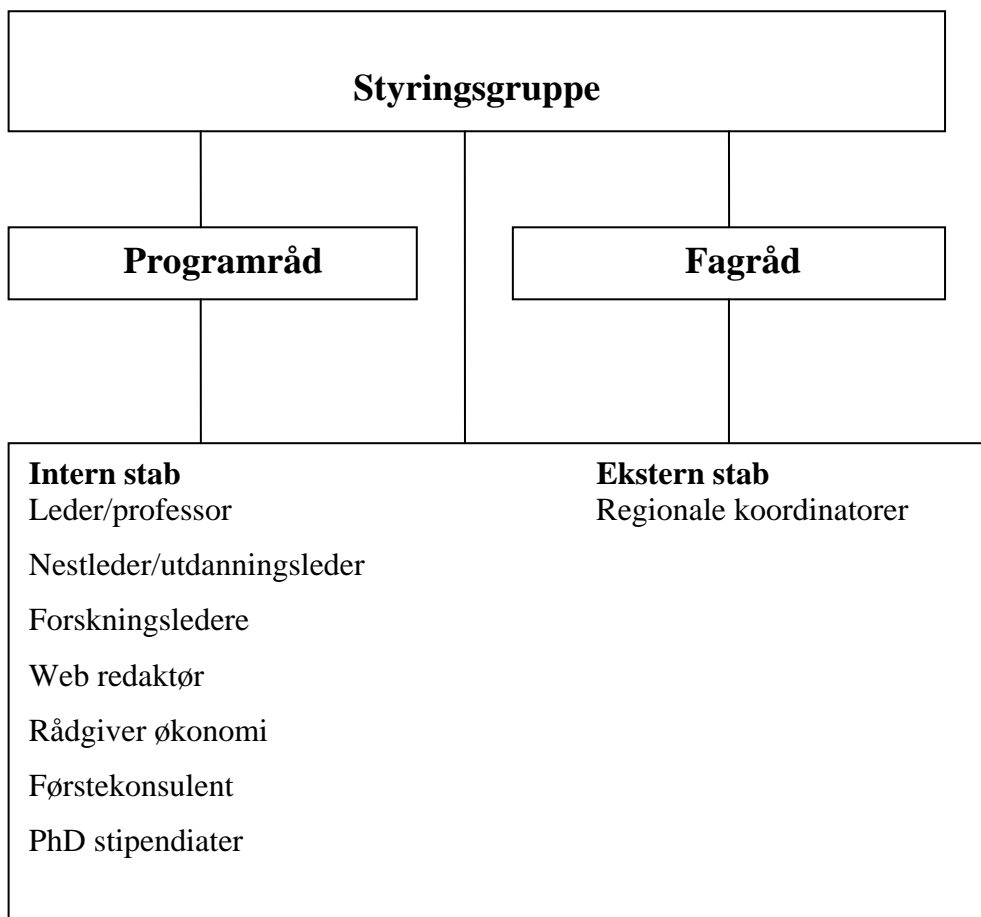 Styringsgruppe
Programråd
Fagråd
Intern stab
Leder/professor
Nestleder/utdanningsleder
Forskningsledere
Web redaktør
Rådgiver økonomi
Førstekonsulent
PhD stipendiater
Ekstern stab
Regionale koordinatorer